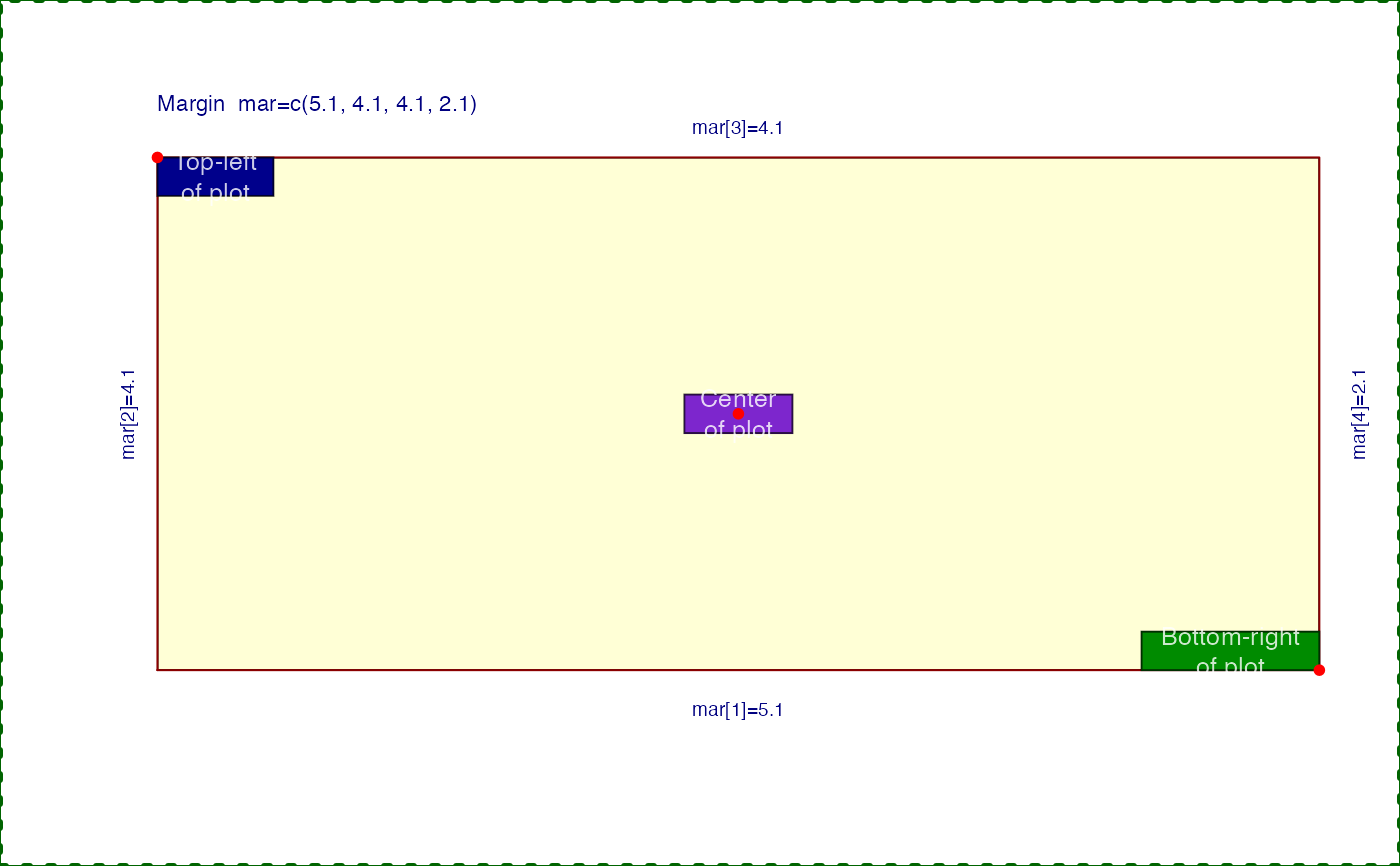 Margin  mar=c(5.1, 4.1, 4.1, 2.1)
mar[3]=4.1
Top-left
of plot
mar[2]=4.1
Center
of plot
mar[4]=2.1
Bottom-right
of plot
mar[1]=5.1